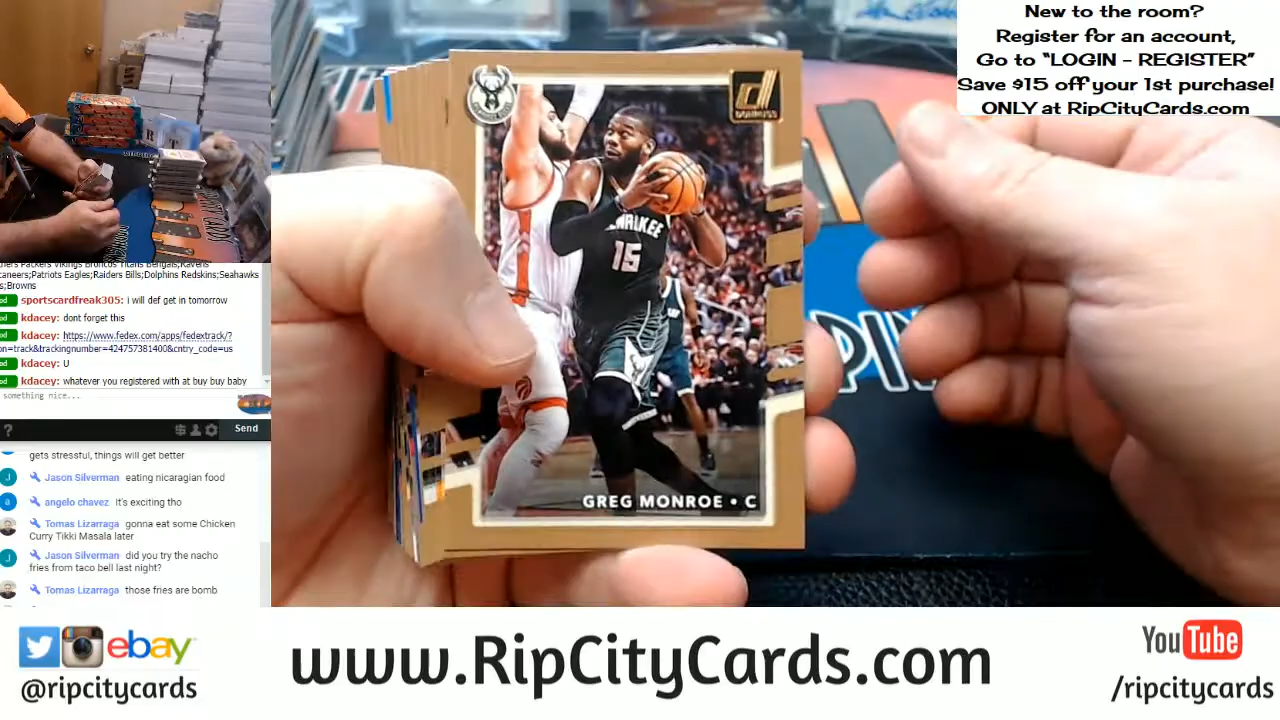 New to the room?
Register for an account,
Go to “LOGIN - REGISTER”
Save $15 off your 1st purchase!
ONLY at RipCityCards.com
Packers Vikings Broncos Titans Bengals;Ravens
Patriots Eagles;Raiders Bills;Dolphins Redskins;Seahawks
Browns
sportscardfreak305: i will def get in tomorrow
kdacey: dont forget this
kdacey: https://www.fedex.com/apps/fedextrack/?
on=track&trackingnumber=424757381400&cntry_code=us
kdacey: U
kdacey: whatever you registered with at buy buy baby
something nice...
? Send
gets stressful, things will get better
J Jason Silverman eating nicaragian food
a angelo chavez It's exciting tho
Tomas Lizarraga gonna eat some Chicken
Curry Tikki Masala later
J Jason Silverman did you try the nacho
fries from taco bell last night?
Tomas Lizarraga those fries are bomb
DONRUSS
15
GREG MONROE • C
ebay
@ripcitycards
www.RipCityCards.com
YouTube
/ripcitycards